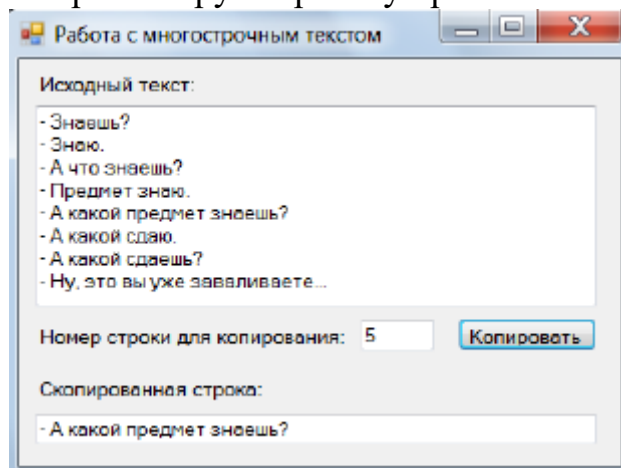 Работа с многострочным текстом
Исходный текст:
- Знаешь?
- Знаю.
- А что знаешь?
- Предмет знаю.
- А какой предмет знаешь?
- А какой сдаю.
- А какой сдаешь?
- Ну, это вы уже заваливаете...
Номер строки для копирования: 5 Копировать
Скопированная строка:
- А какой предмет знаешь?